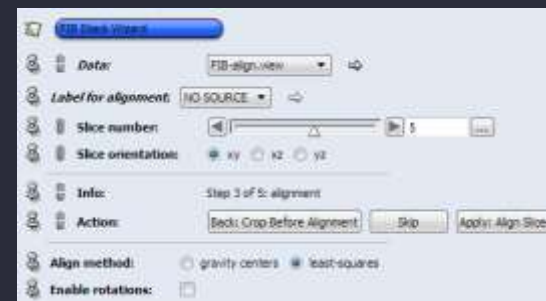 FIB Stack Wizard
Data: FIB-align.view
Label for alignment: NO SOURCE
Slice number: 5 ...
Slice orientation: xy xz yz
Info: Step 3 of 5: alignment
Action: Back: Crop Before Alignment Skip Apply: Align Slice
Align method: gravity centers least-squares
Enable rotations: